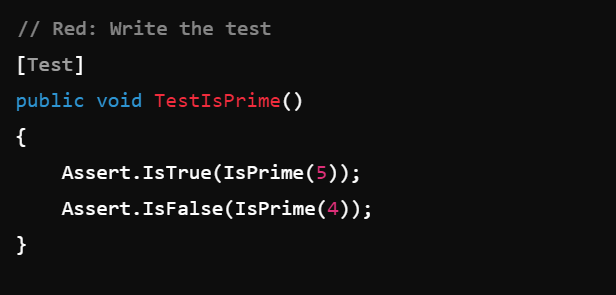 // Red: Write the test
[Test]
public void TestIsPrime()
{
    Assert.IsTrue(IsPrime(5));
    Assert.IsFalse(IsPrime(4));
}